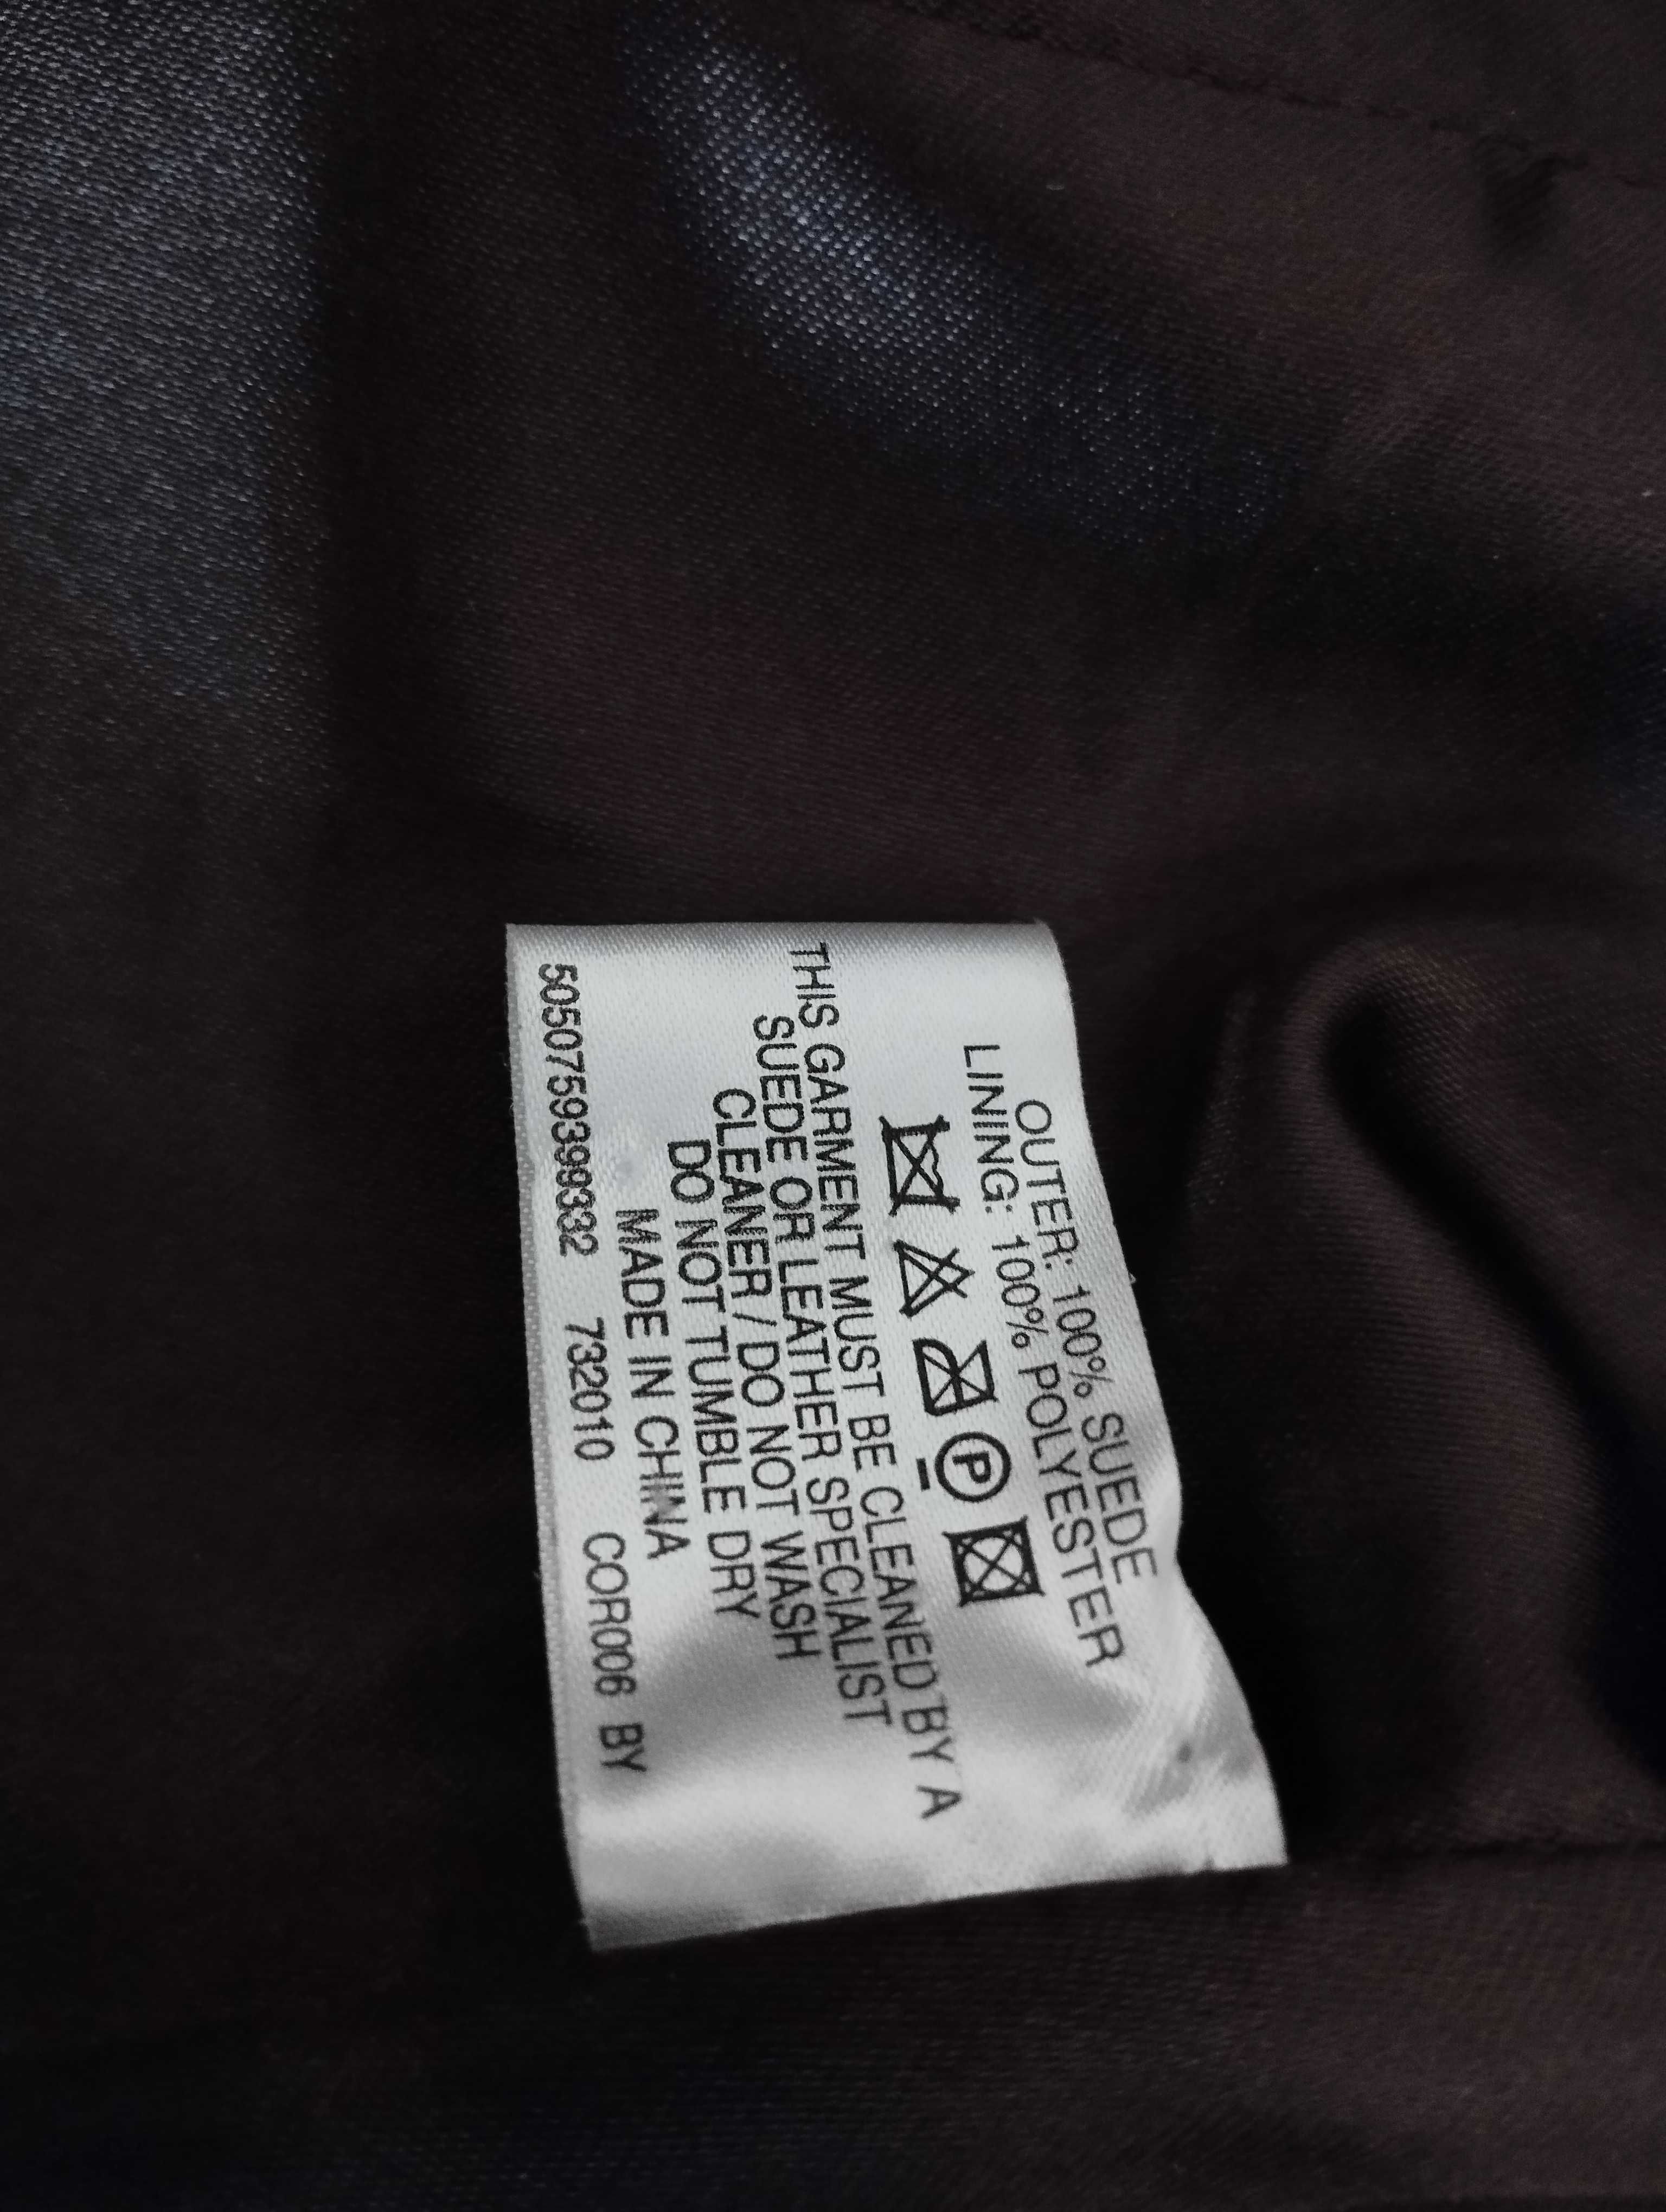 OUTER: 100% SUEDE
LINING: 100% POLYESTER
P
THIS GARMENT MUST BE CLEANED BY A
SUEDE OR LEATHER SPECIALIST
CLEANER / DO NOT WASH
DO NOT TUMBLE DRY
MADE IN CHINA
5050759399332 732010 COR006 BY